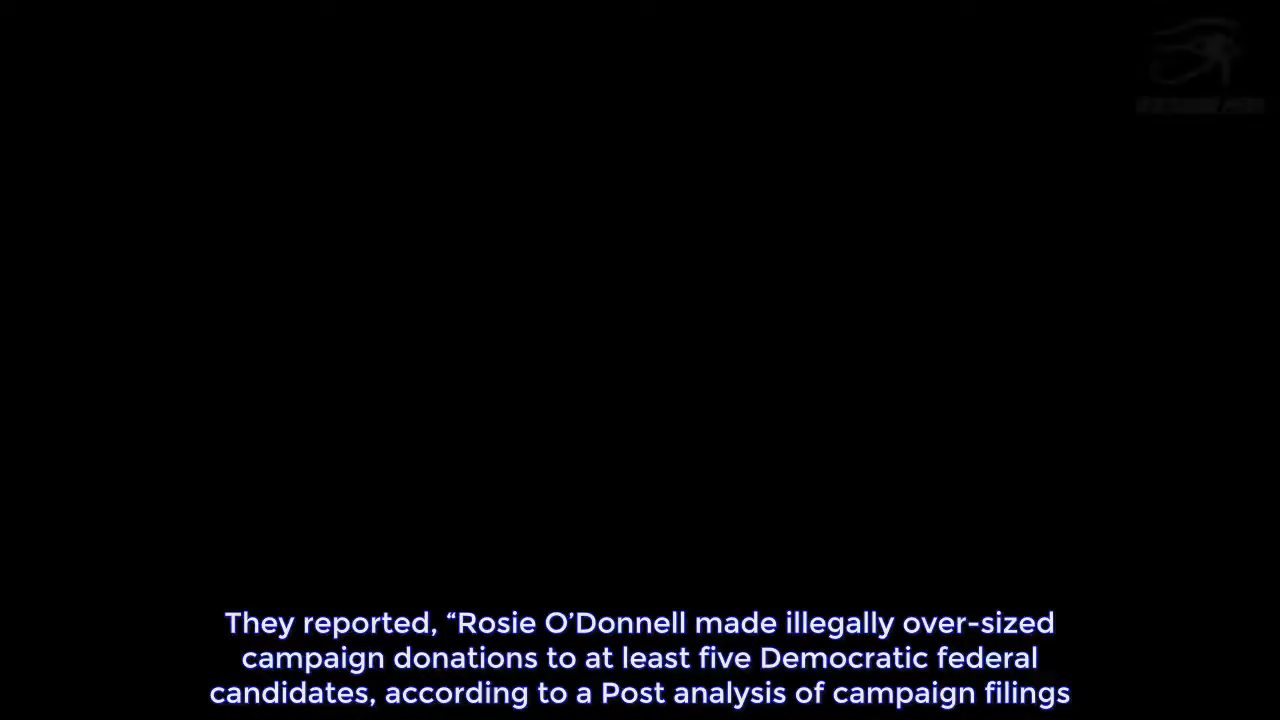 They reported, “Rosie O’Donnell made illegally over-sized
campaign donations to at least five Democratic federal
candidates, according to a Post analysis of campaign filings